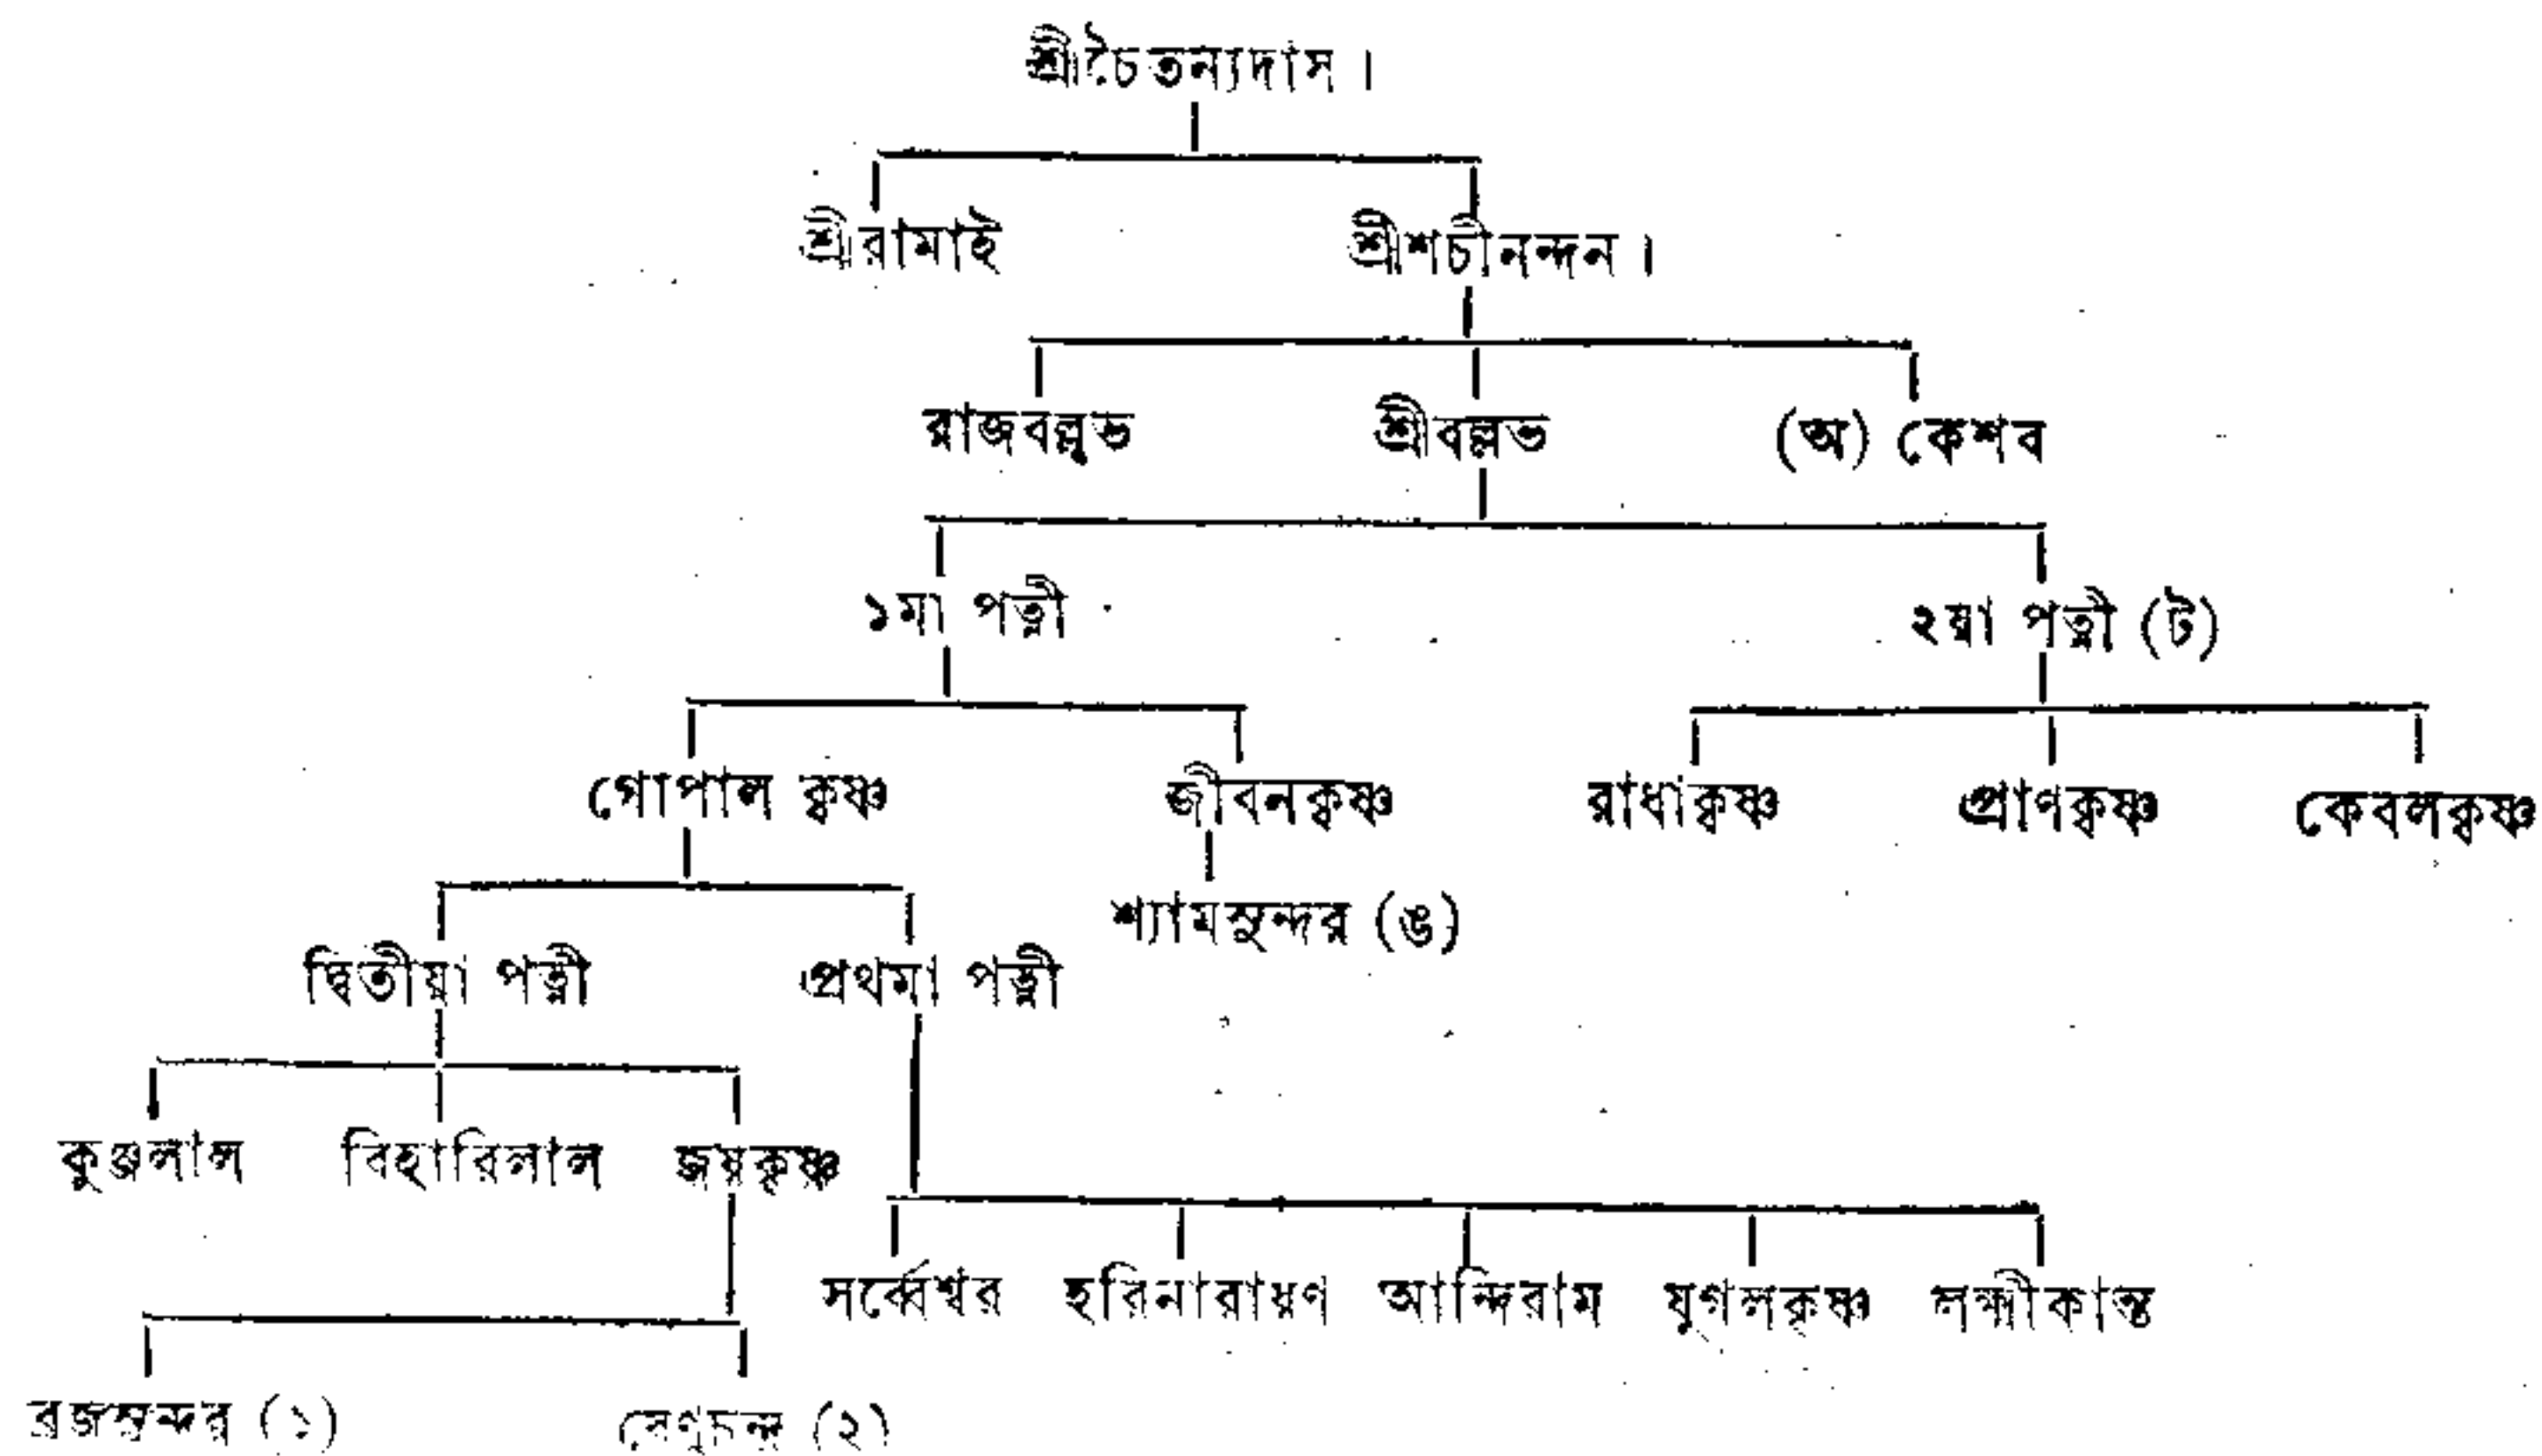 শ্রীচৈতন্যদাস।
শ্রীরামাই শ্রীশচীনন্দন।
রাজবল্লভ শ্রীবল্লভ (অ) কেশব
১মা পত্নী ২য়া পত্নী (ট)
গোপাল কৃষ্ণ জীবনকৃষ্ণ রাধাকৃষ্ণ প্রাণকৃষ্ণ কেবলকৃষ্ণ
শ্যামসুন্দর (ঙ)
দ্বিতীয়া পত্নী প্রথমা পত্নী
কুঞ্জলাল বিহারিলাল জয়কৃষ্ণ
সর্ব্বেশ্বর হরিনারায়ণ আন্দিরাম যুগলকৃষ্ণ লক্ষ্মীকান্ত
ব্রজসুন্দর (১) বেণুচন্দ্র (২)